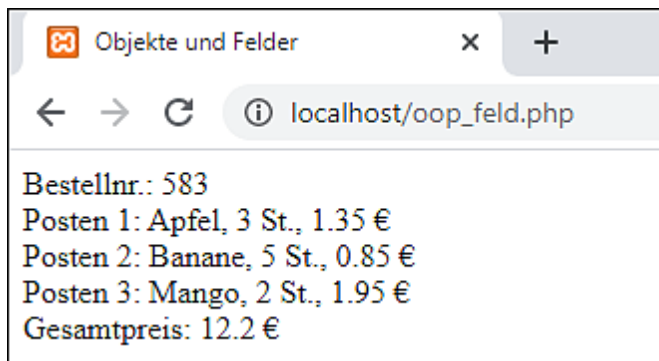 Objekte und Felder
localhost/oop_feld.php
Bestellnr.: 583
Posten 1: Apfel, 3 St., 1.35 €
Posten 2: Banane, 5 St., 0.85 €
Posten 3: Mango, 2 St., 1.95 €
Gesamtpreis: 12.2 €